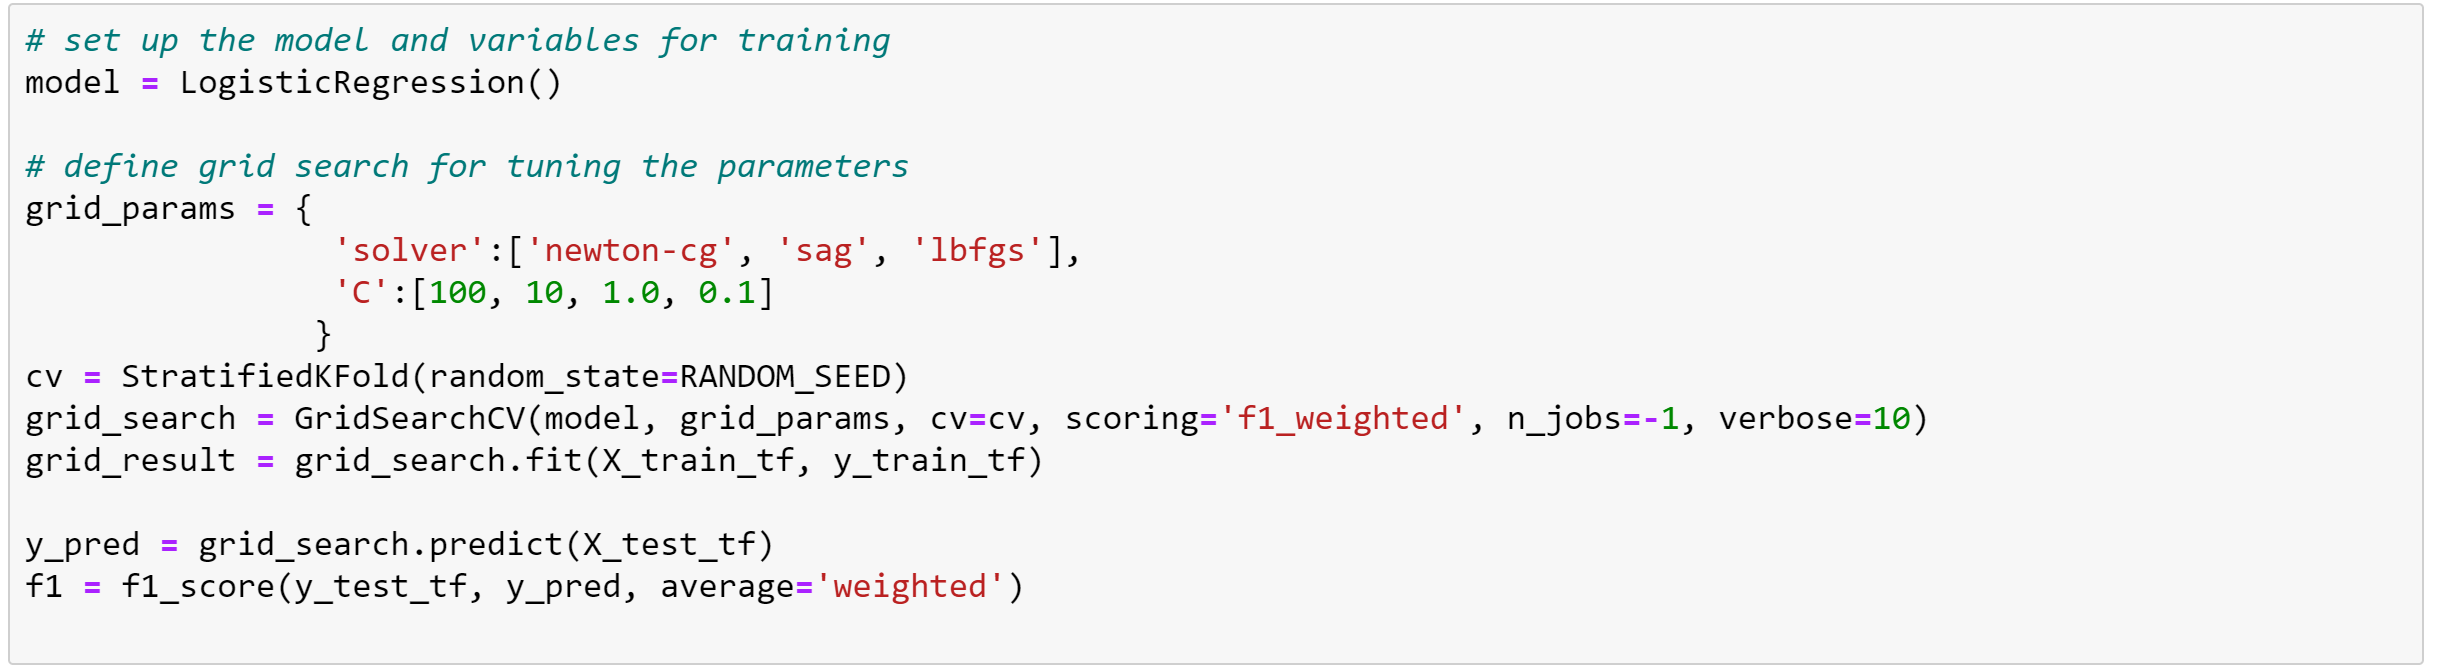 # set up the model and variables for training
model = LogisticRegression()
# define grid search for tuning the parameters
grid_params = {
'solver':['newton-cg', 'sag', 'lbfgs'],
'C':[100, 10, 1.0, 0.1]
}
cv = StratifiedKFold(random_state=RANDOM_SEED)
grid_search = GridSearchCV(model, grid_params, cv=cv, scoring='f1_weighted', n_jobs=-1, verbose=10)
grid_result = grid_search.fit(X_train_tf, y_train_tf)
y_pred = grid_search.predict(X_test_tf)
f1 = f1_score(y_test_tf, y_pred, average='weighted')